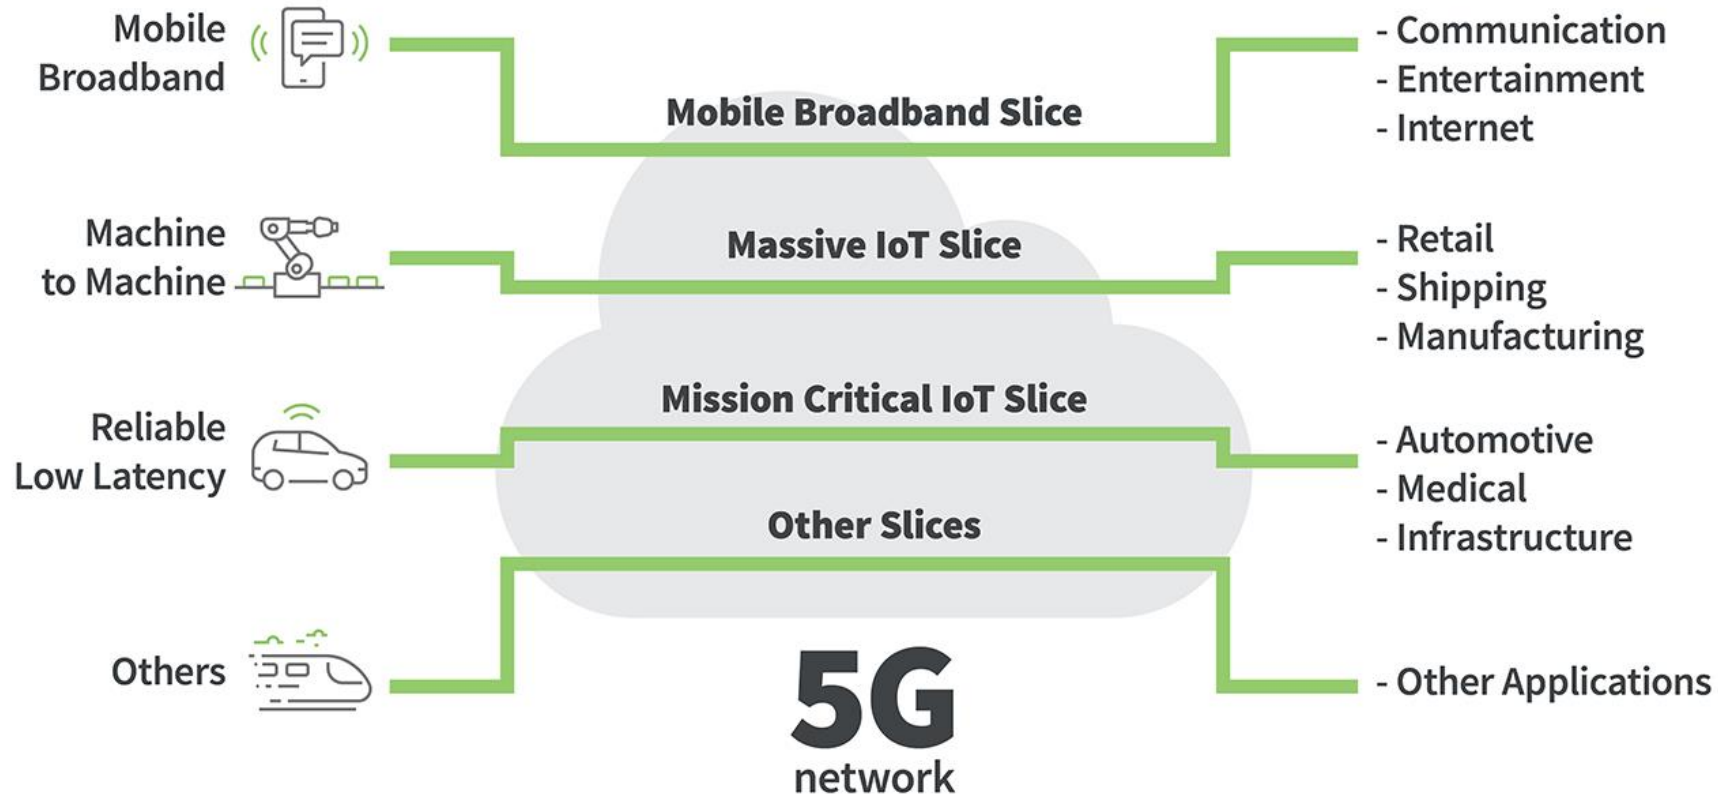 Mobile
Broadband
Mobile Broadband Slice
- Communication
- Entertainment
- Internet
Machine
to Machine
Massive IoT Slice
- Retail
- Shipping
- Manufacturing
Reliable
Low Latency
Mission Critical IoT Slice
- Automotive
- Medical
- Infrastructure
Others
Other Slices
- Other Applications
5G
network